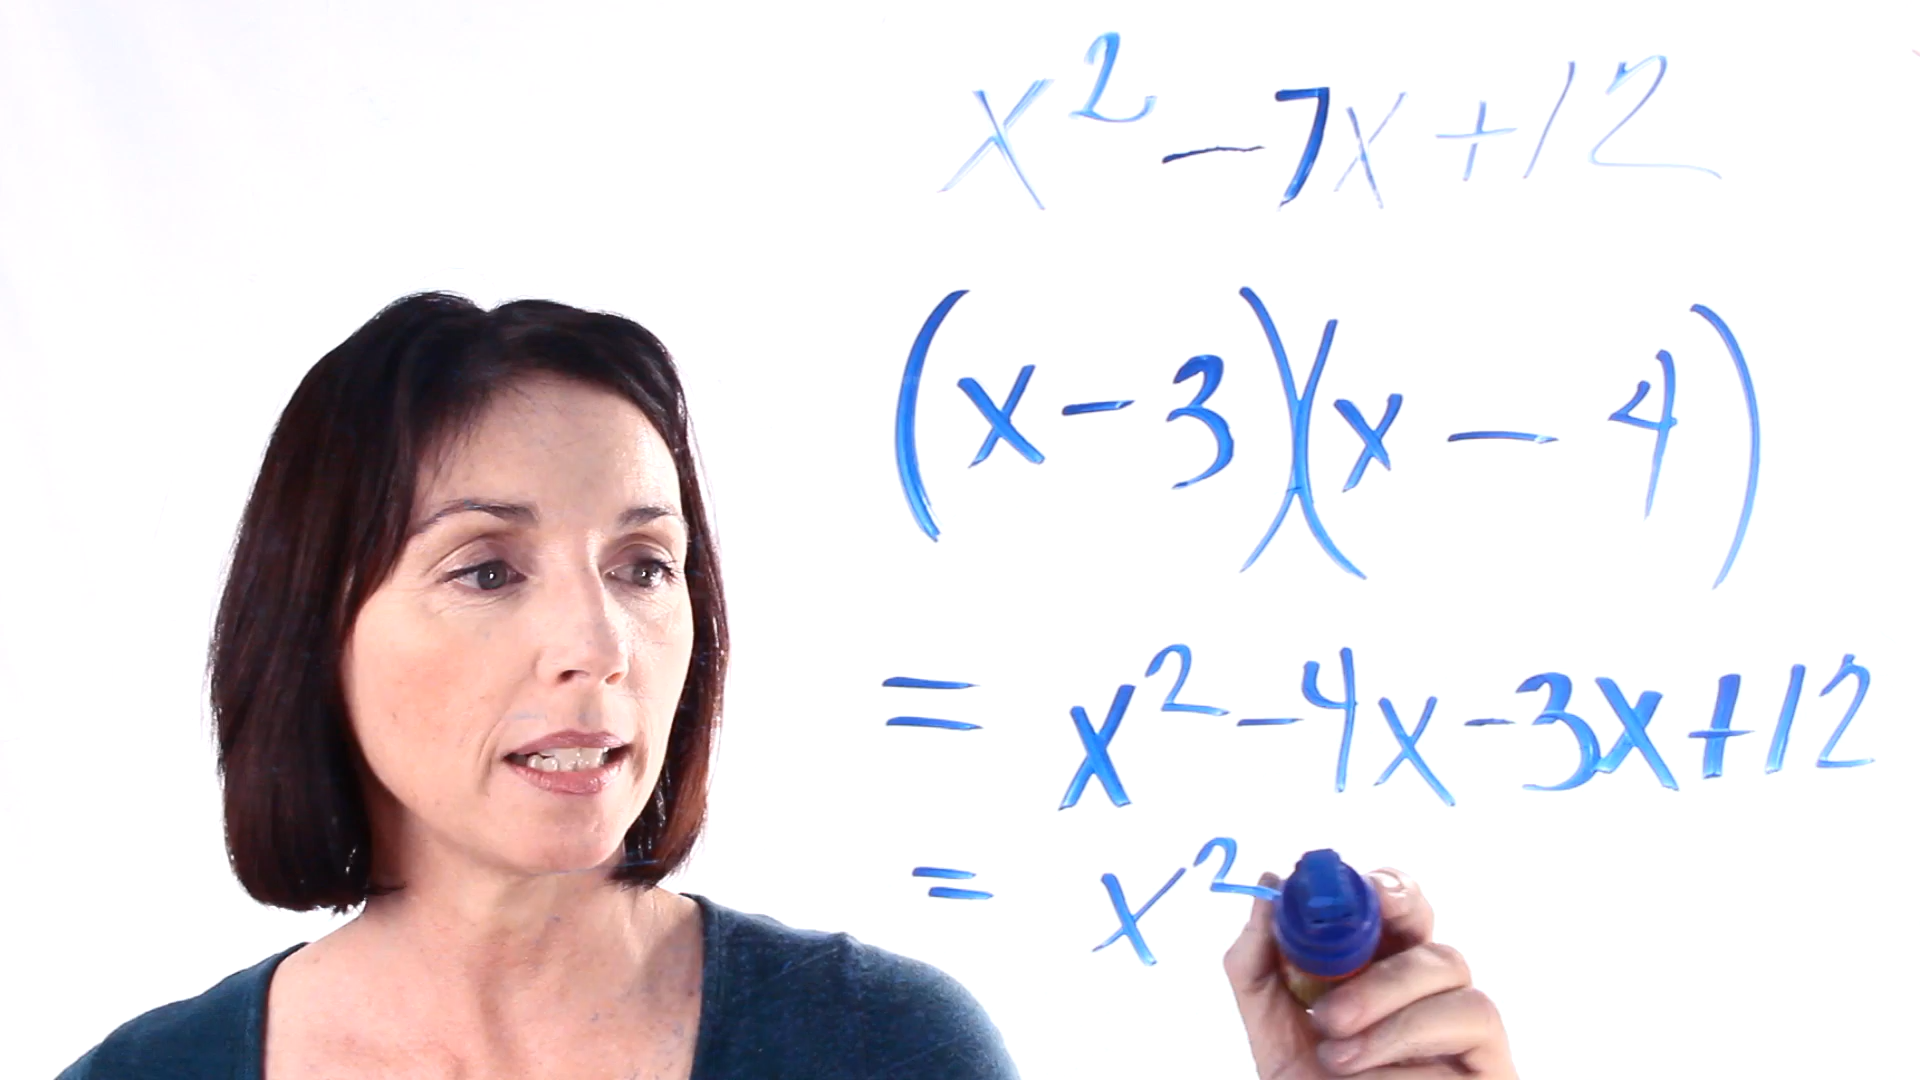 x² - 7x + 12
(x - 3)(x - 4)
= x² - 4x - 3x + 12
= x²